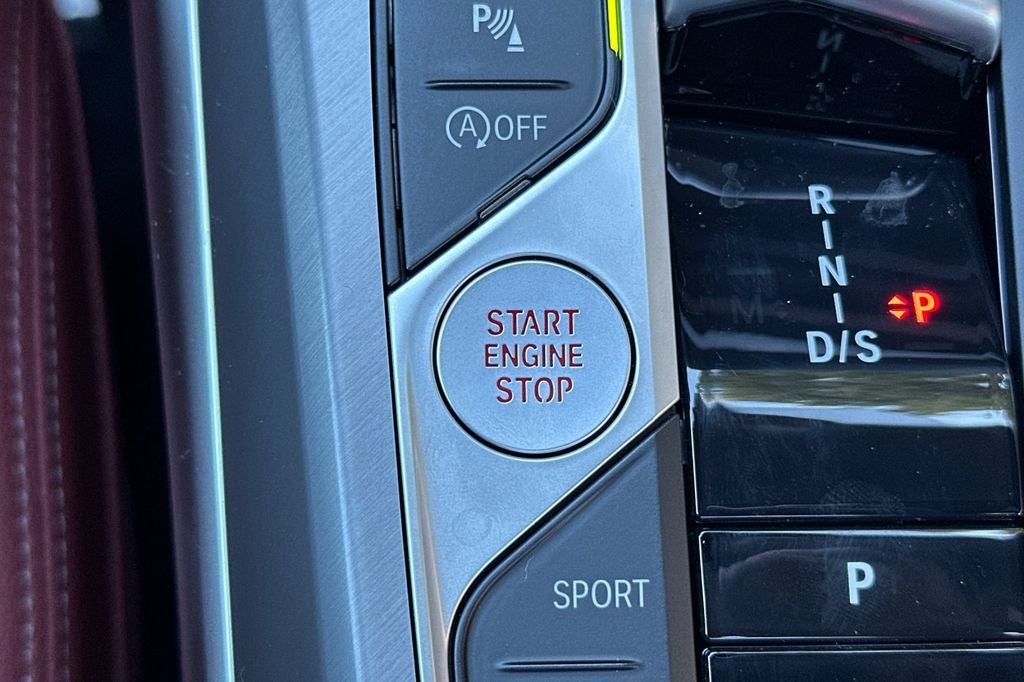 P
A OFF
START
ENGINE
STOP
SPORT
R
N
D/S
P
P